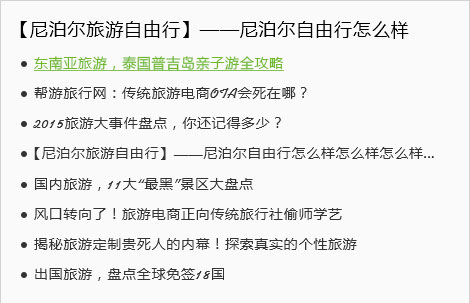 【尼泊尔旅游自由行】——尼泊尔自由行怎么样
● 东南亚旅游，泰国普吉岛亲子游全攻略
● 帮游旅行网：传统旅游电商OTA会死在哪？
● 2015旅游大事件盘点，你还记得多少？
●【尼泊尔旅游自由行】——尼泊尔自由行怎么样怎么样怎么样...
● 国内旅游，11大“最黑”景区大盘点
● 风口转向了！旅游电商正向传统旅行社偷师学艺
● 揭秘旅游定制贵死人的内幕！探索真实的个性旅游
● 出国旅游，盘点全球免签18国